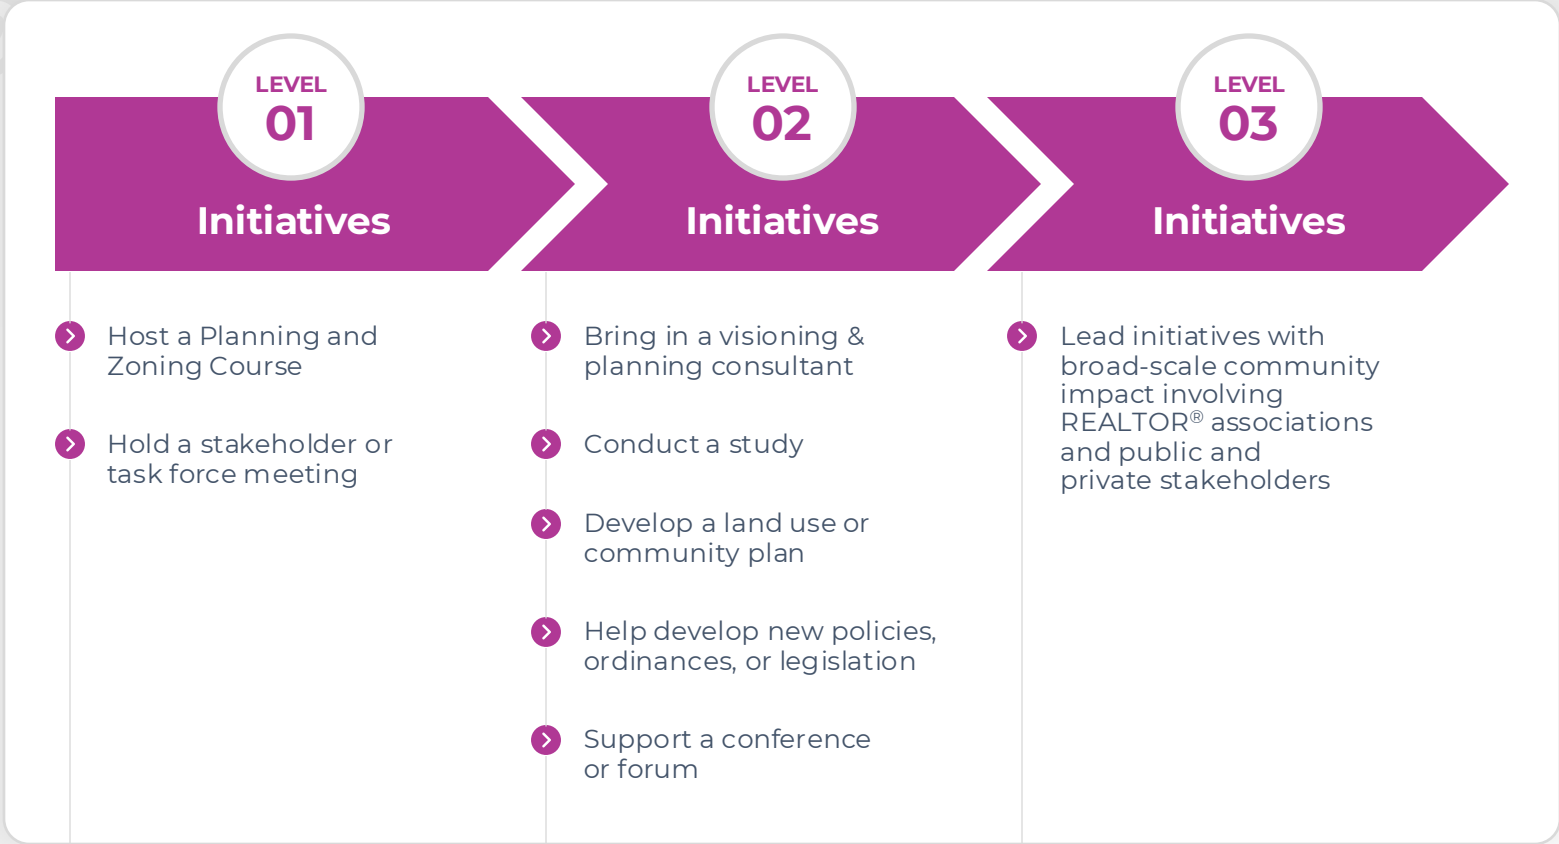 LEVEL
01
Initiatives
LEVEL
02
Initiatives
LEVEL
03
Initiatives
Host a Planning and
Zoning Course
Hold a stakeholder or
task force meeting
Bring in a visioning &
planning consultant
Conduct a study
Develop a land use or
community plan
Help develop new policies,
ordinances, or legislation
Support a conference
or forum
Lead initiatives with
broad-scale community
impact involving
REALTOR® associations
and public and
private stakeholders